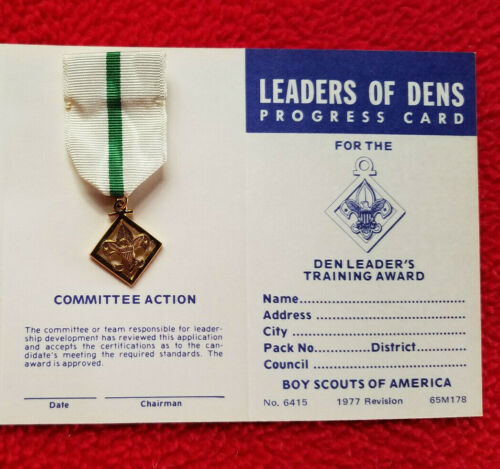 COMMITTEE ACTION
The committee or team responsible for leader-
ship development has reviewed this application
and accepts the certifications as to the can-
didate's meeting the required standards. The
award is approved.
Date Chairman
LEADERS OF DENS
PROGRESS CARD
FOR THE
DEN LEADER'S
TRAINING AWARD
Name..............................................
Address ..........................................
City ................................................
Pack No..............District............
Council ...........................................
BOY SCOUTS OF AMERICA
No. 6415 1977 Revision 65M178